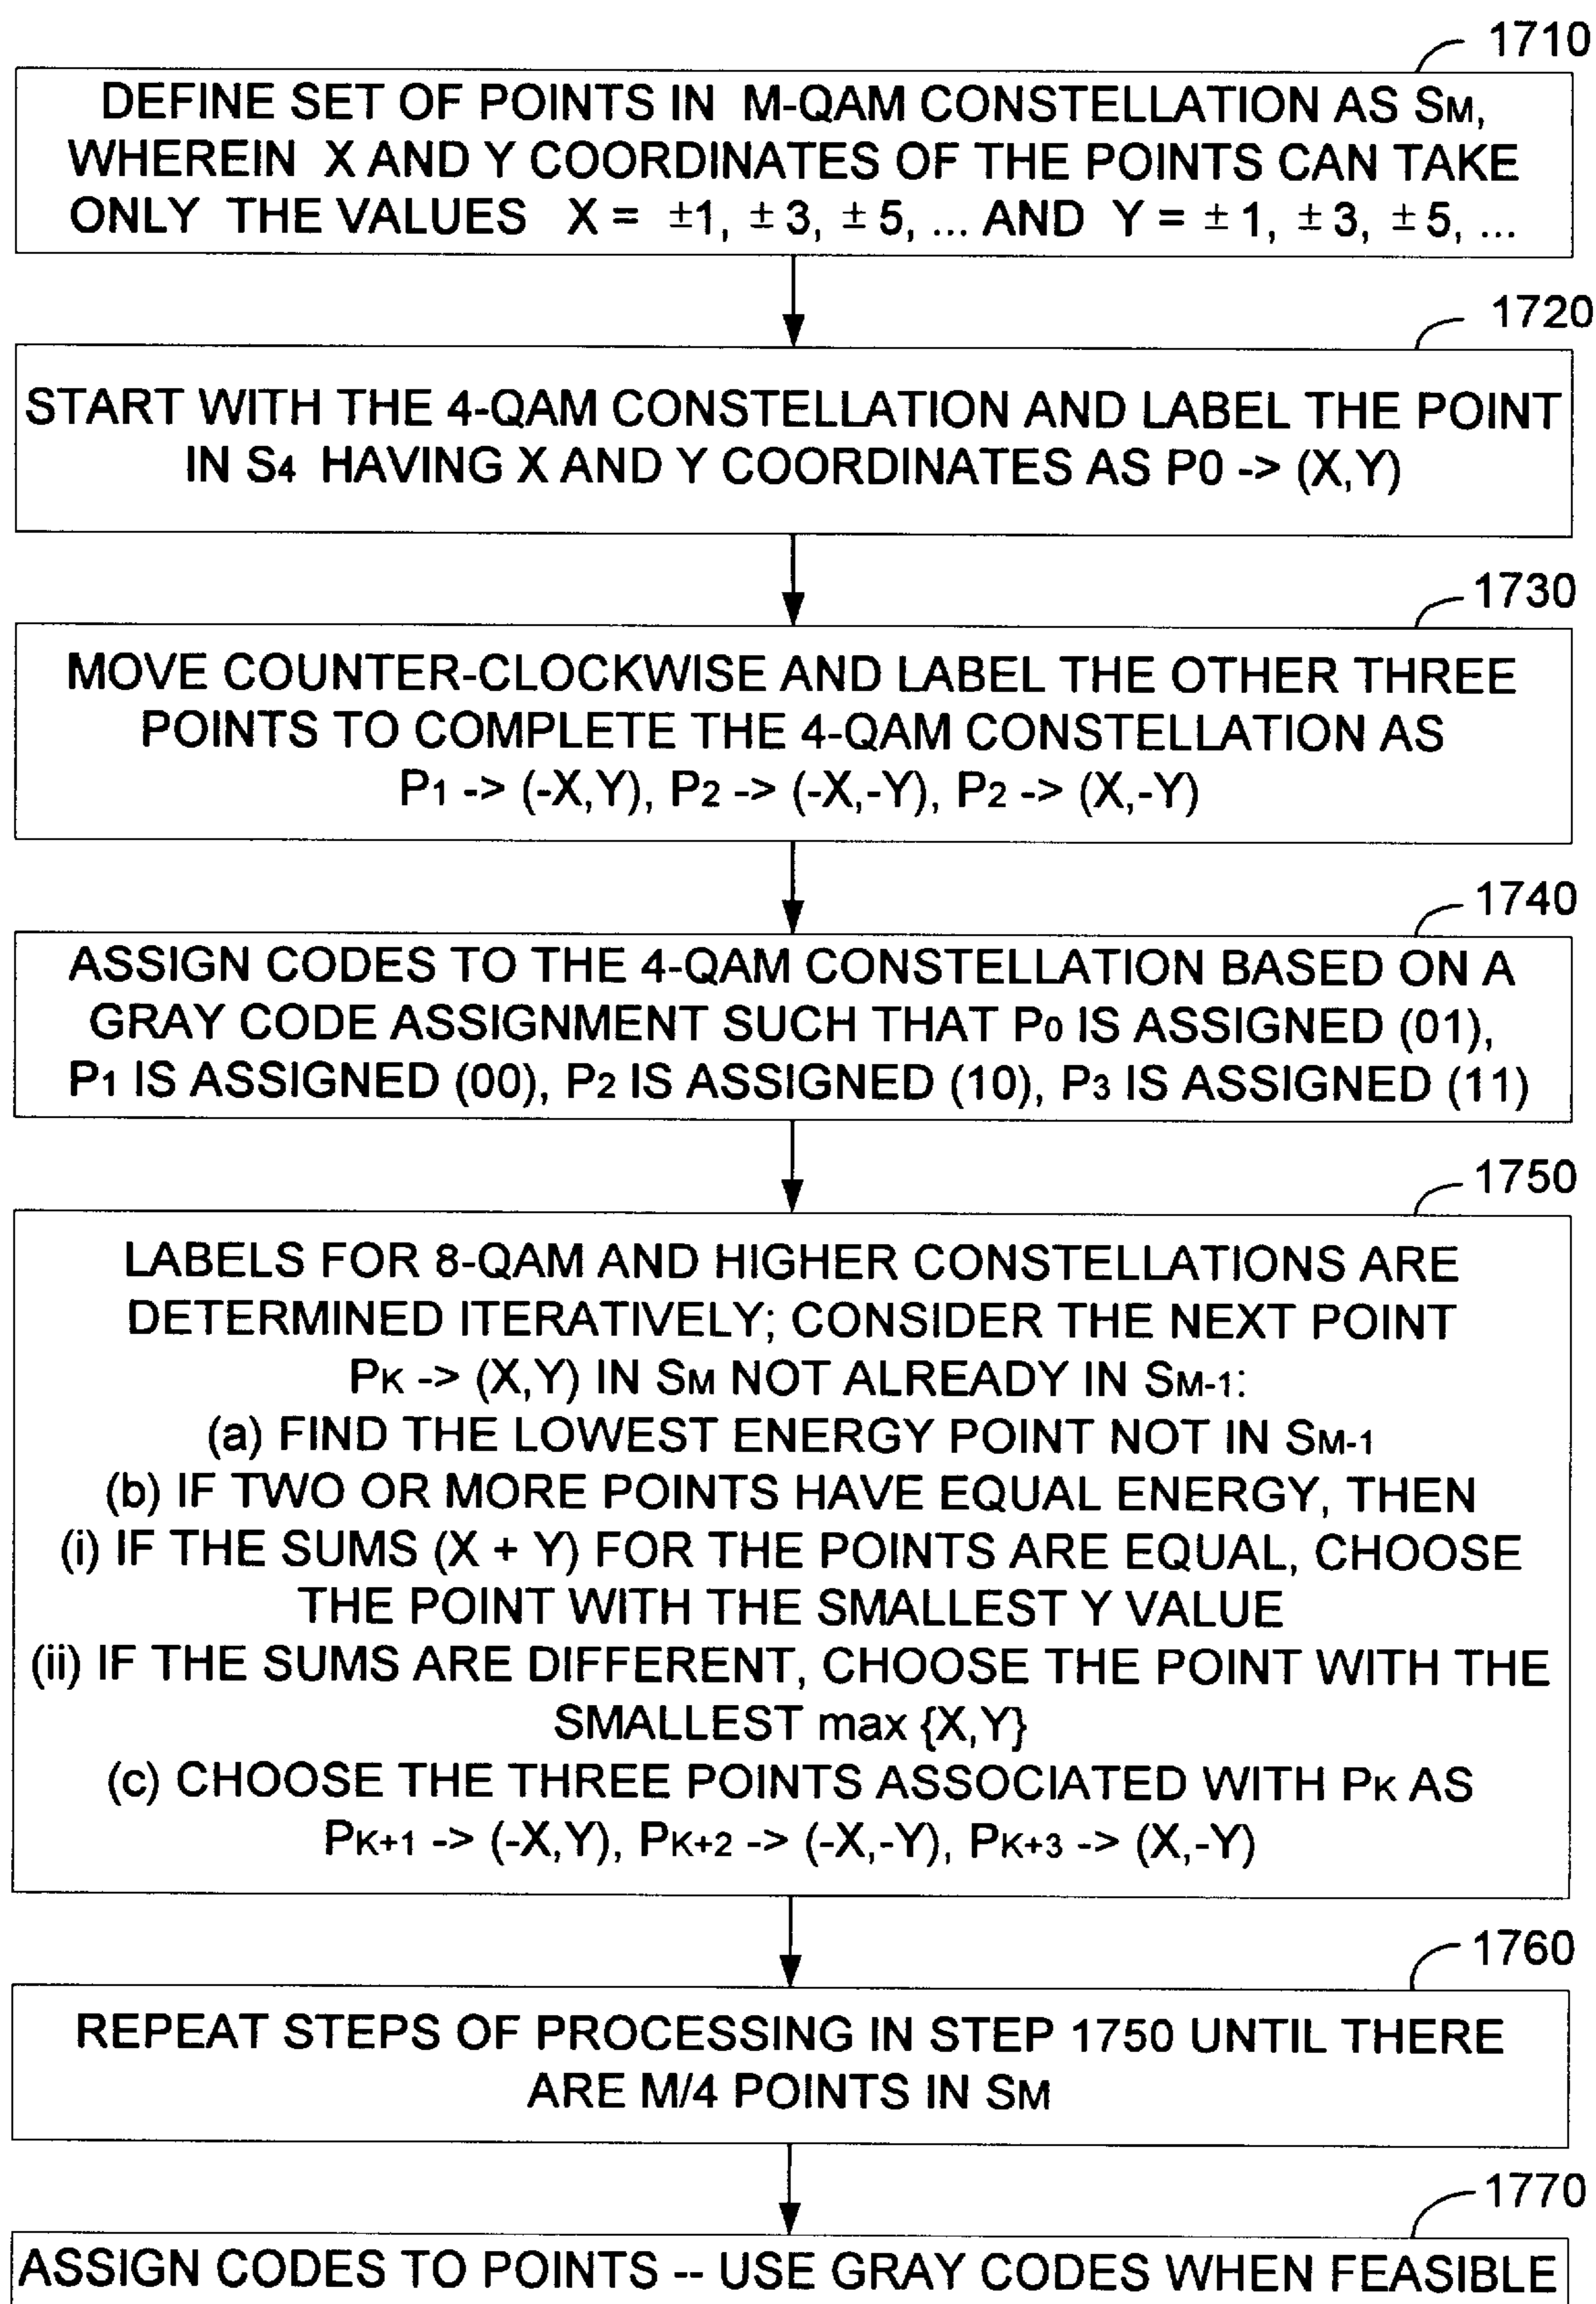 1710
DEFINE SET OF POINTS IN M-QAM CONSTELLATION AS SM,
WHEREIN X AND Y COORDINATES OF THE POINTS CAN TAKE
ONLY THE VALUES X = ±1, ± 3, ± 5, ... AND Y = ± 1, ± 3, ± 5, ...
1720
START WITH THE 4-QAM CONSTELLATION AND LABEL THE POINT
IN S4 HAVING X AND Y COORDINATES AS P0 -> (X,Y)
1730
MOVE COUNTER-CLOCKWISE AND LABEL THE OTHER THREE
POINTS TO COMPLETE THE 4-QAM CONSTELLATION AS
P1 -> (-X,Y), P2 -> (-X,-Y), P2 -> (X,-Y)
1740
ASSIGN CODES TO THE 4-QAM CONSTELLATION BASED ON A
GRAY CODE ASSIGNMENT SUCH THAT P0 IS ASSIGNED (01),
P1 IS ASSIGNED (00), P2 IS ASSIGNED (10), P3 IS ASSIGNED (11)
1750
LABELS FOR 8-QAM AND HIGHER CONSTELLATIONS ARE
DETERMINED ITERATIVELY; CONSIDER THE NEXT POINT
PK -> (X,Y) IN SM NOT ALREADY IN SM-1:
(a) FIND THE LOWEST ENERGY POINT NOT IN SM-1
(b) IF TWO OR MORE POINTS HAVE EQUAL ENERGY, THEN
(i) IF THE SUMS (X + Y) FOR THE POINTS ARE EQUAL, CHOOSE
THE POINT WITH THE SMALLEST Y VALUE
(ii) IF THE SUMS ARE DIFFERENT, CHOOSE THE POINT WITH THE
SMALLEST max {X,Y}
(c) CHOOSE THE THREE POINTS ASSOCIATED WITH PK AS
PK+1 -> (-X,Y), PK+2 -> (-X,-Y), PK+3 -> (X,-Y)
1760
REPEAT STEPS OF PROCESSING IN STEP 1750 UNTIL THERE
ARE M/4 POINTS IN SM
1770
ASSIGN CODES TO POINTS -- USE GRAY CODES WHEN FEASIBLE